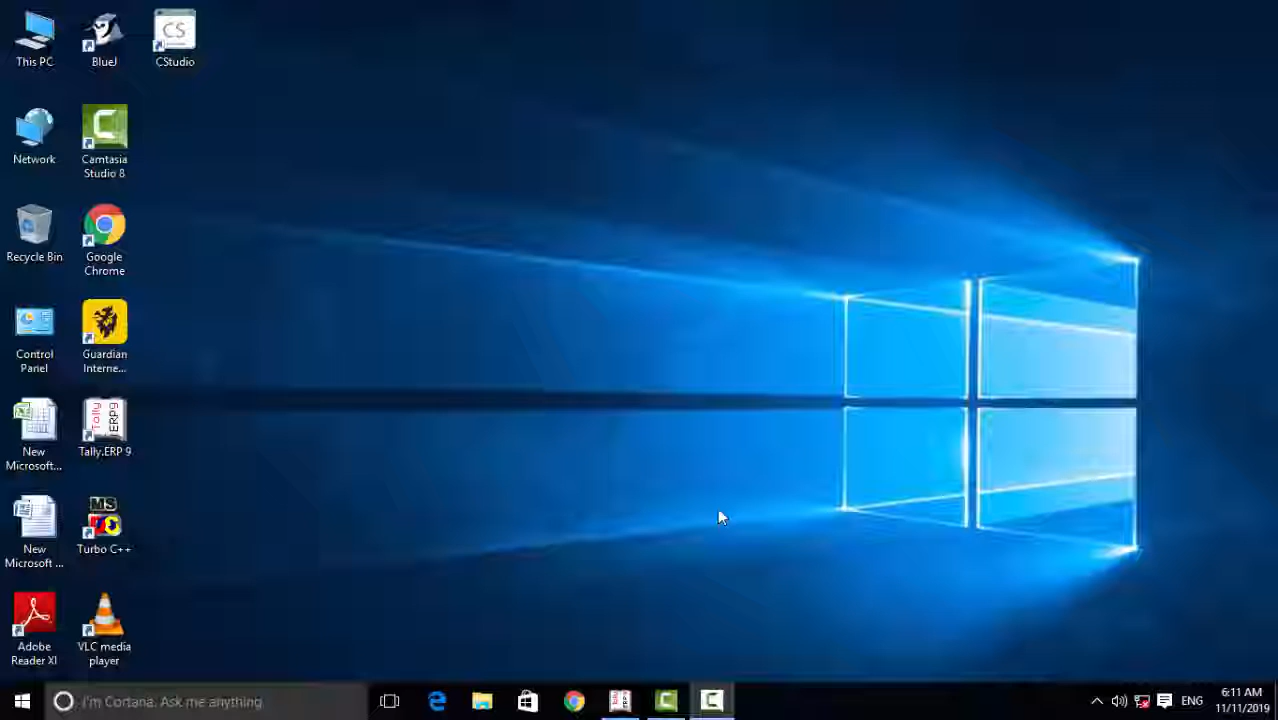 This PC
BlueJ
CS
CStudio
Network
Camtasia
Studio 8
Recycle Bin
Google
Chrome
Control
Panel
Guardian
Interne...
New
Microsoft...
Tally
ERP
Tally.ERP 9
New
Microsoft ...
MS
Turbo C++
Adobe
Reader XI
VLC media
player
I'm Cortana. Ask me anything
ENG
6:11 AM
11/11/2019